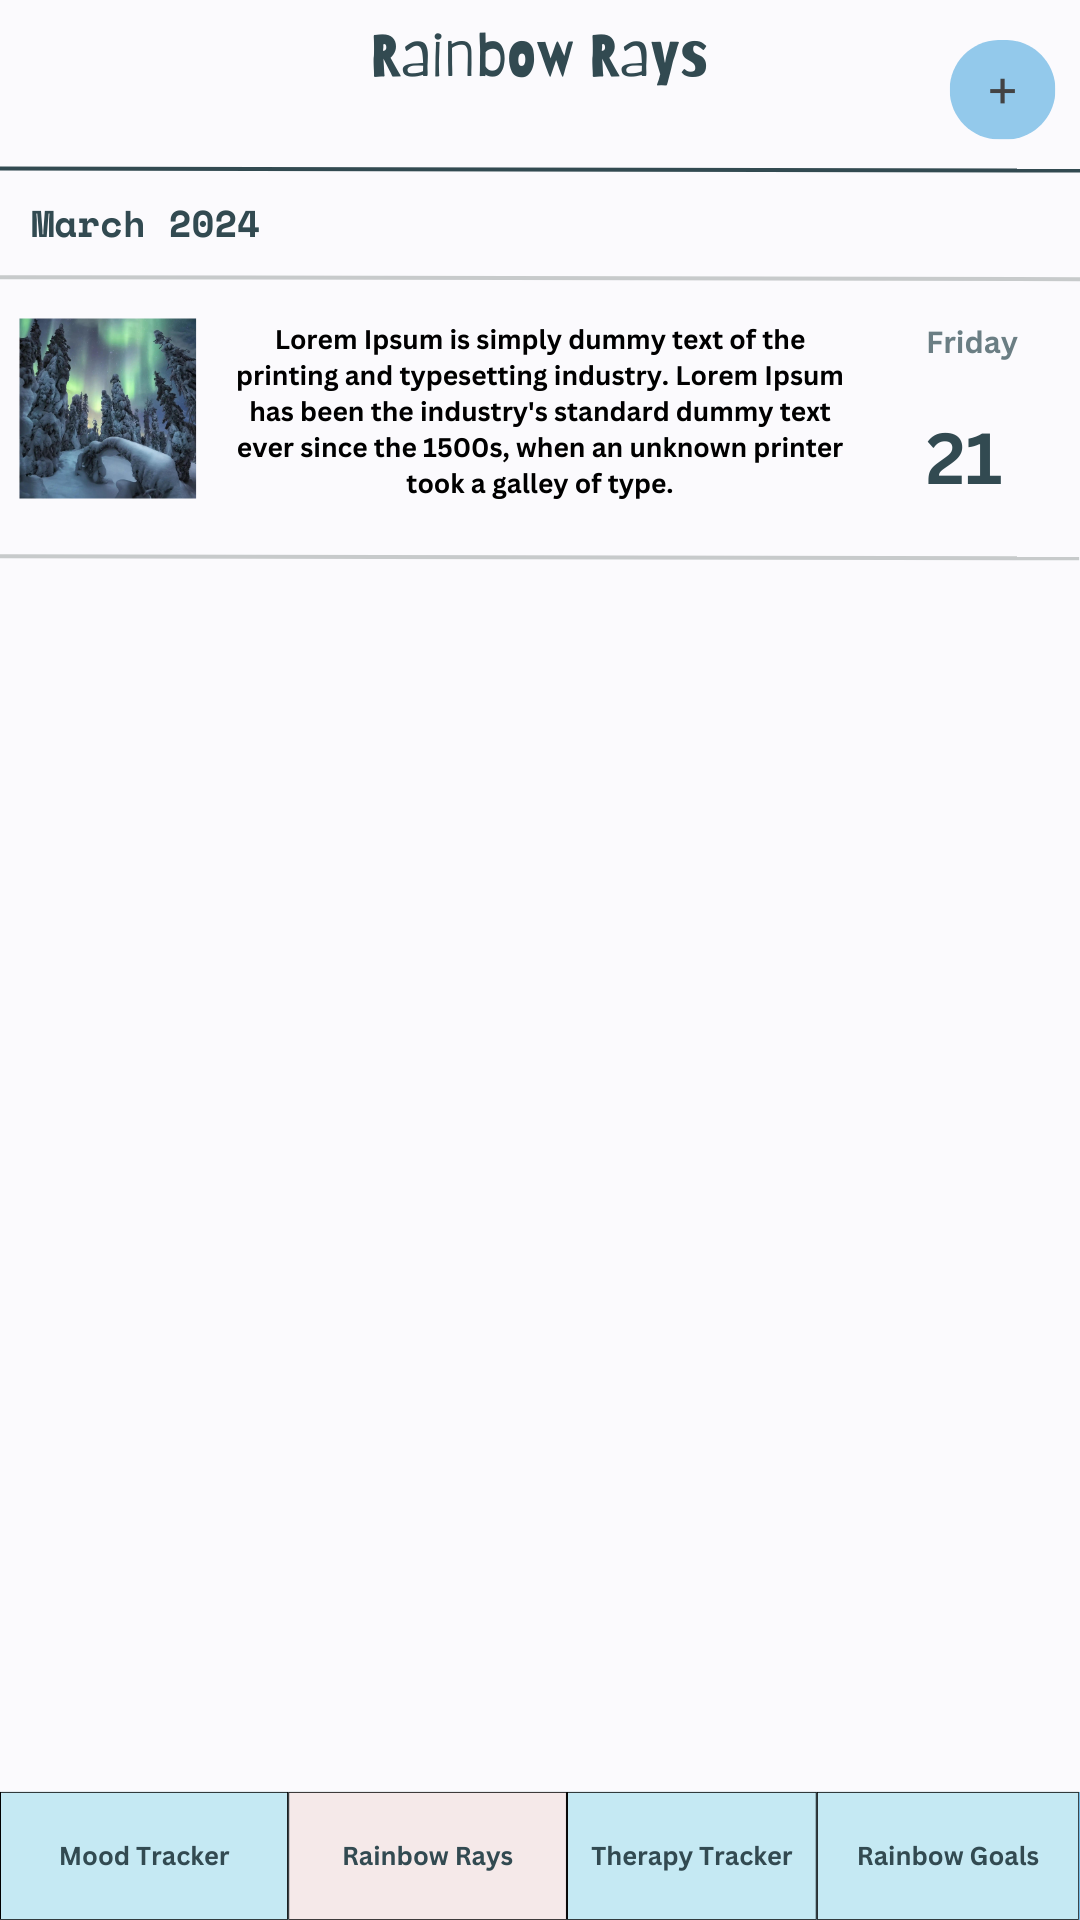 Rainbow Rays
+
March 2024
Lorem Ipsum is simply dummy text of the
printing and typesetting industry. Lorem Ipsum
has been the industry's standard dummy text
ever since the 1500s, when an unknown printer
took a galley of type.
Friday
21
Mood Tracker
Rainbow Rays
Therapy Tracker
Rainbow Goals